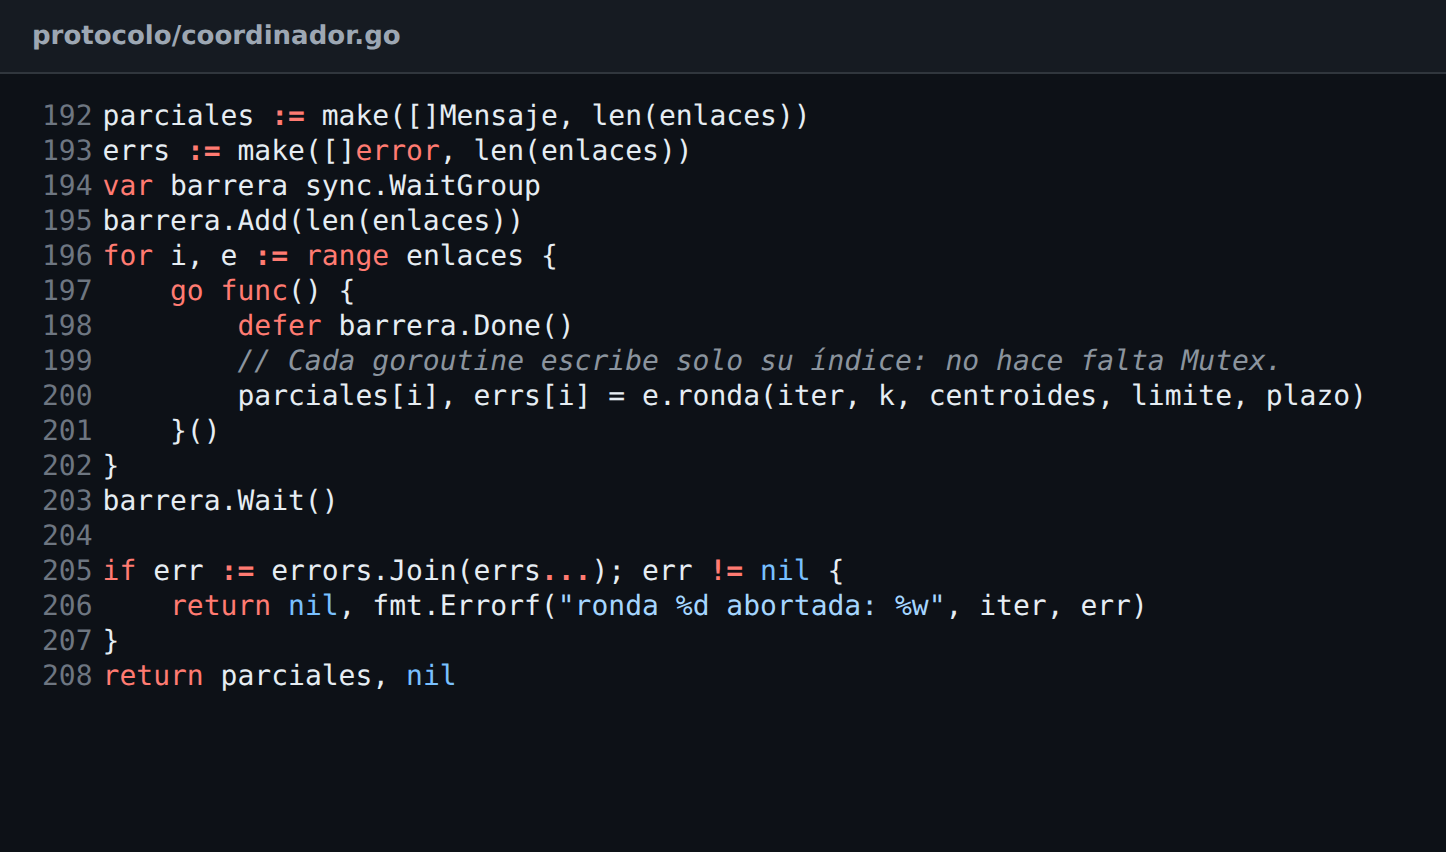 protocolo/coordinador.go
192 parciales := make([]Mensaje, len(enlaces))
193 errs := make([]error, len(enlaces))
194 var barrera sync.WaitGroup
195 barrera.Add(len(enlaces))
196 for i, e := range enlaces {
197     go func() {
198         defer barrera.Done()
199         // Cada goroutine escribe solo su índice: no hace falta Mutex.
200         parciales[i], errs[i] = e.ronda(iter, k, centroides, limite, plazo)
201     }()
202 }
203 barrera.Wait()
204
205 if err := errors.Join(errs...); err != nil {
206     return nil, fmt.Errorf("ronda %d abortada: %w", iter, err)
207 }
208 return parciales, nil